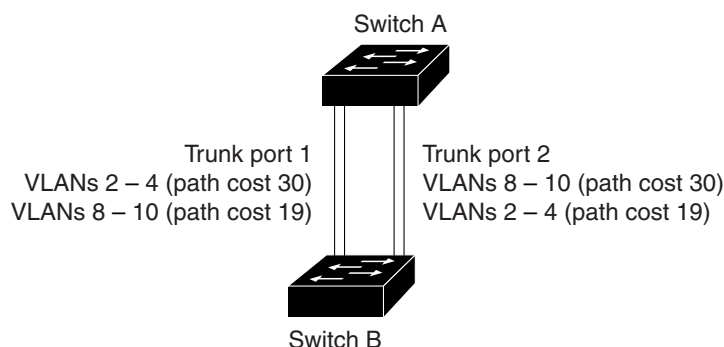 Switch A
Trunk port 1
VLANs 2 – 4 (path cost 30)
VLANs 8 – 10 (path cost 19)
Trunk port 2
VLANs 8 – 10 (path cost 30)
VLANs 2 – 4 (path cost 19)
Switch B